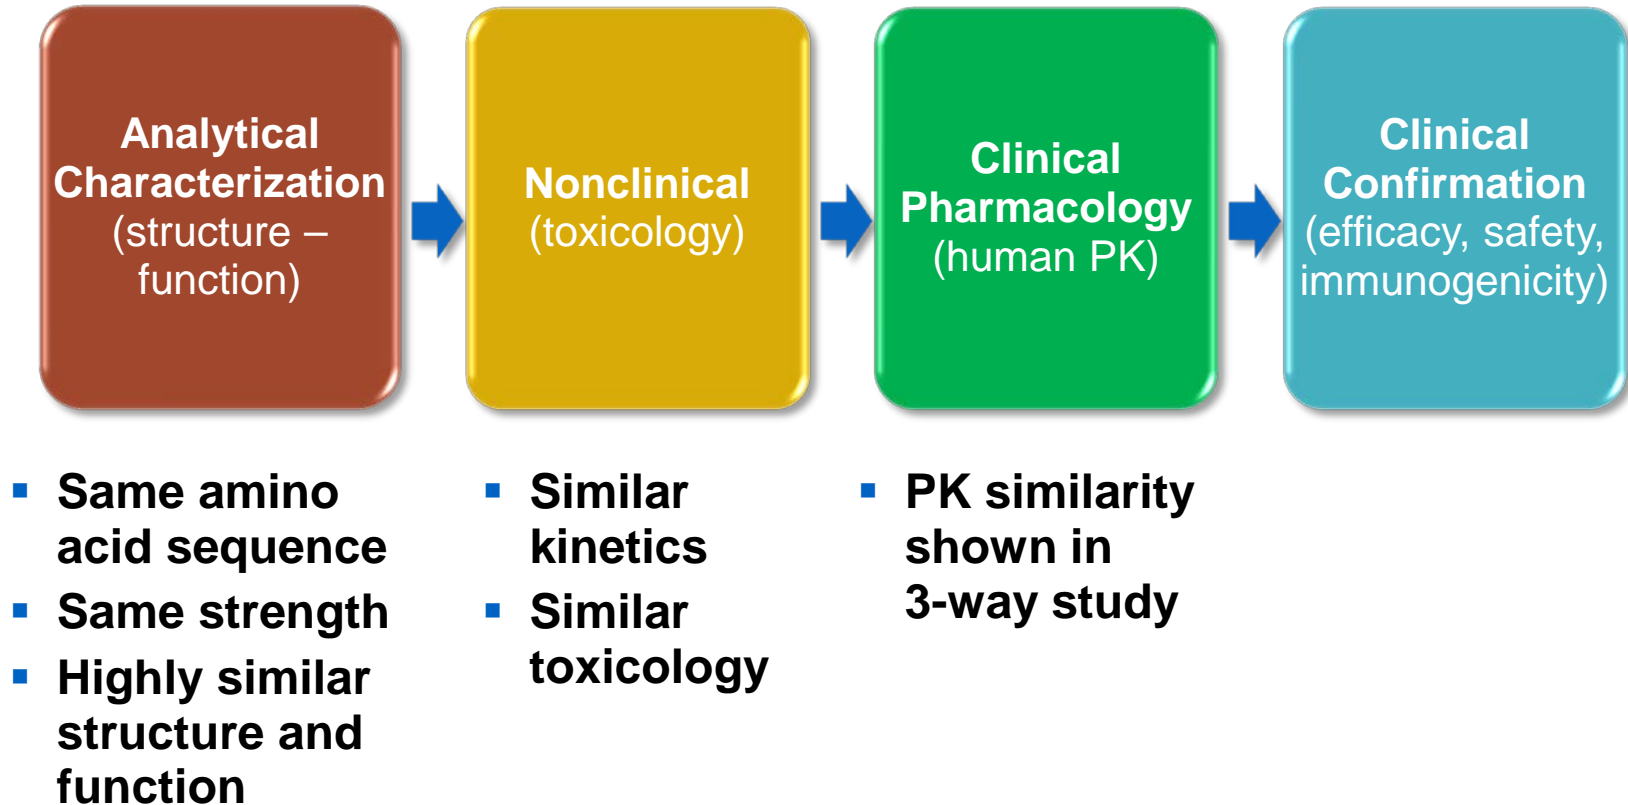 Analytical
Characterization
(structure –
function)
Nonclinical
(toxicology)
Clinical
Pharmacology
(human PK)
Clinical
Confirmation
(efficacy, safety,
immunogenicity)
▪ Same amino
acid sequence
▪ Same strength
▪ Highly similar
structure and
function
▪ Similar
kinetics
▪ Similar
toxicology
▪ PK similarity
shown in
3-way study